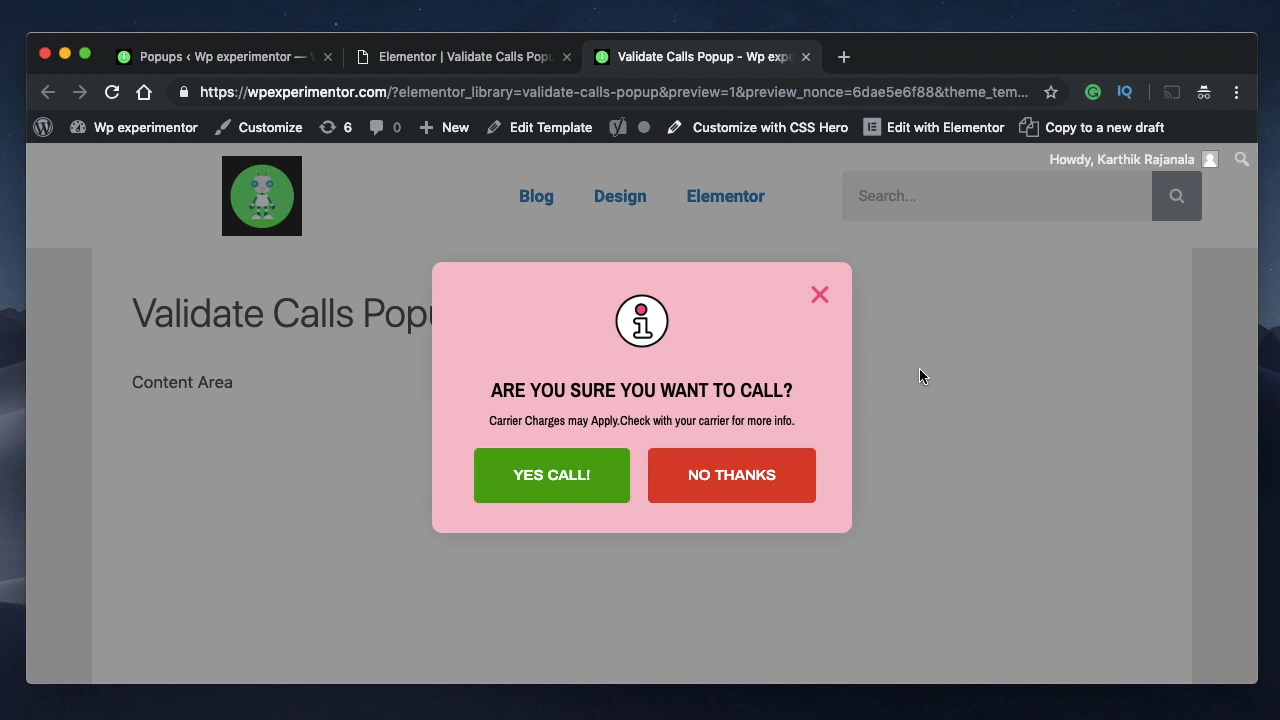 Popups ‹ Wp experimentor —
Elementor | Validate Calls Popu
Validate Calls Popup - Wp expe
https://wpexperimentor.com/?elementor_library=validate-calls-popup&preview=1&preview_nonce=6dae5e6f88&theme_tem...
IQ
Wp experimentor
Customize
6
0
New
Edit Template
Customize with CSS Hero
Edit with Elementor
Copy to a new draft
Howdy, Karthik Rajanala
Blog
Design
Elementor
Search...
Validate Calls Popu
Content Area
ARE YOU SURE YOU WANT TO CALL?
Carrier Charges may Apply.Check with your carrier for more info.
YES CALL!
NO THANKS